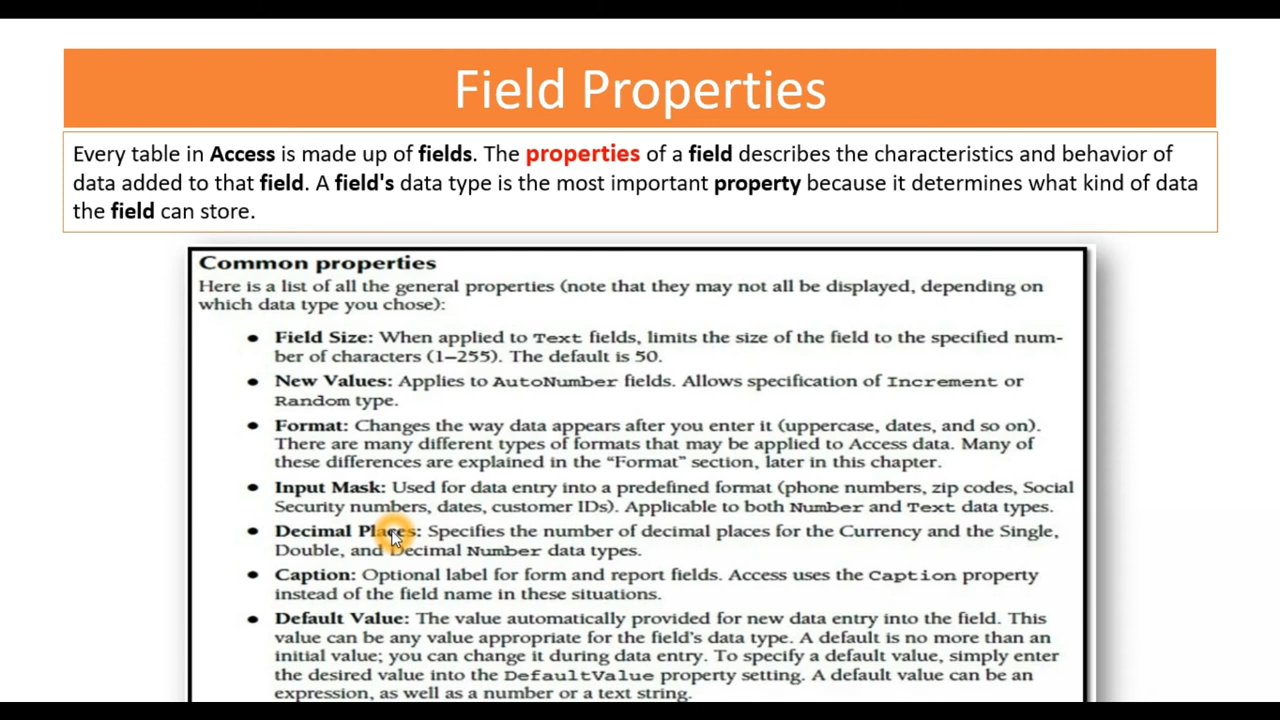 Field Properties
Every table in Access is made up of fields. The properties of a field describes the characteristics and behavior of
data added to that field. A field's data type is the most important property because it determines what kind of data
the field can store.
Common properties
Here is a list of all the general properties (note that they may not all be displayed, depending on
which data type you chose):
● Field Size: When applied to Text fields, limits the size of the field to the specified num-
ber of characters (1–255). The default is 50.
● New Values: Applies to AutoNumber fields. Allows specification of Increment or
Random type.
● Format: Changes the way data appears after you enter it (uppercase, dates, and so on).
There are many different types of formats that may be applied to Access data. Many of
these differences are explained in the “Format” section, later in this chapter.
● Input Mask: Used for data entry into a predefined format (phone numbers, zip codes, Social
Security numbers, dates, customer IDs). Applicable to both Number and Text data types.
● Decimal Places: Specifies the number of decimal places for the Currency and the Single,
Double, and Decimal Number data types.
● Caption: Optional label for form and report fields. Access uses the Caption property
instead of the field name in these situations.
● Default Value: The value automatically provided for new data entry into the field. This
value can be any value appropriate for the field’s data type. A default is no more than an
initial value; you can change it during data entry. To specify a default value, simply enter
the desired value into the DefaultValue property setting. A default value can be an
expression, as well as a number or a text string.